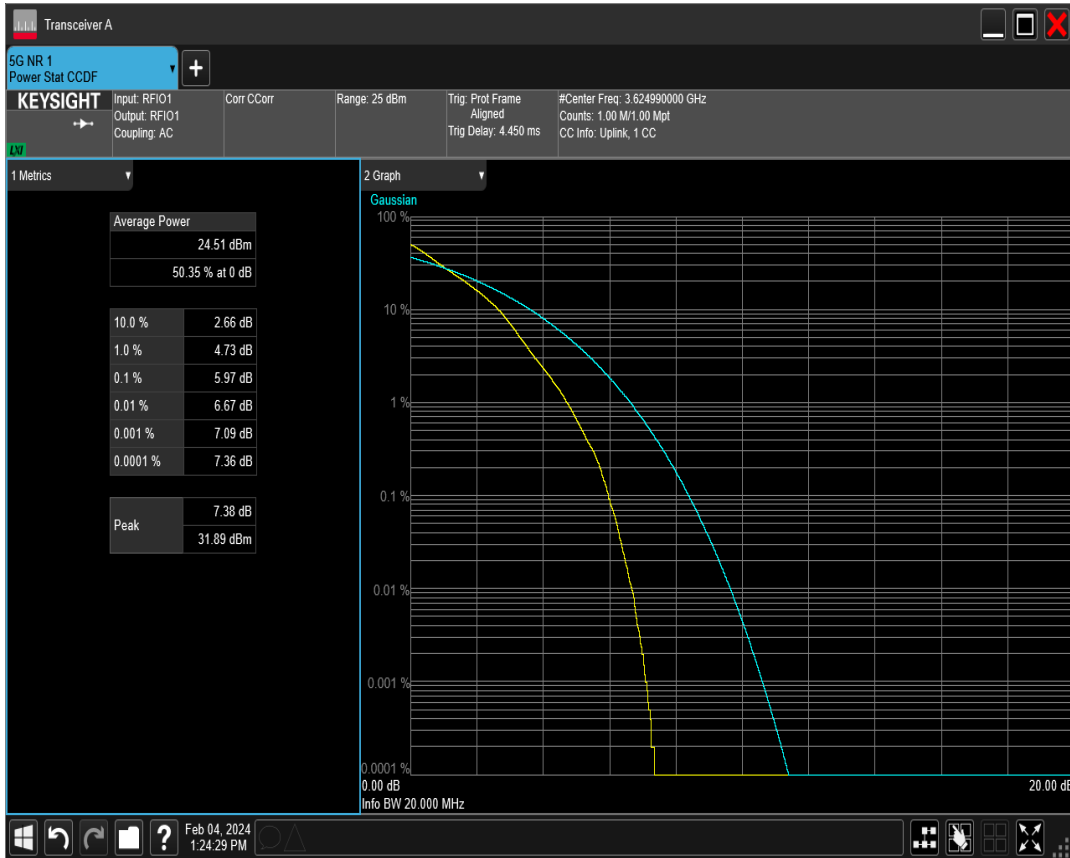 Transceiver A
5G NR 1
Power Stat CCDF
KEYSIGHT
LXI
Input: RFIO1
Output: RFIO1
Coupling: AC
Corr CCorr
Range: 25 dBm
Trig: Prot Frame
Aligned
Trig Delay: 4.450 ms
#Center Freq: 3.624990000 GHz
Counts: 1.00 M/1.00 Mpt
CC Info: Uplink, 1 CC
1 Metrics
Average Power
24.51 dBm
50.35 % at 0 dB
10.0 % 2.66 dB
1.0 % 4.73 dB
0.1 % 5.97 dB
0.01 % 6.67 dB
0.001 % 7.09 dB
0.0001 % 7.36 dB
Peak 7.38 dB
31.89 dBm
2 Graph
Gaussian
100 %
10 %
1 %
0.1 %
0.01 %
0.001 %
0.0001 %
0.00 dB 20.00 dB
Info BW 20.000 MHz
Feb 04, 2024
1:24:29 PM